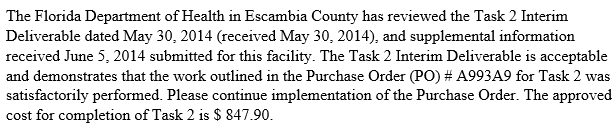 The Florida Department of Health in Escambia County has reviewed the Task 2 Interim
Deliverable dated May 30, 2014 (received May 30, 2014), and supplemental information
received June 5, 2014 submitted for this facility. The Task 2 Interim Deliverable is acceptable
and demonstrates that the work outlined in the Purchase Order (PO) # A993A9 for Task 2 was
satisfactorily performed. Please continue implementation of the Purchase Order. The approved
cost for completion of Task 2 is $ 847.90.